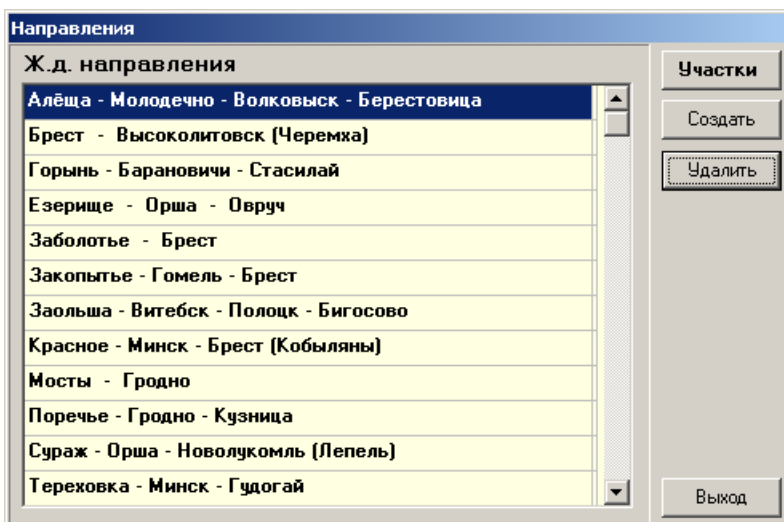 Направления
Ж.д. направления
Алёща - Молодечно - Волковыск - Берестовица
Брест - Высоколитовск (Черемха)
Горынь - Барановичи - Стасилай
Езерище - Орша - Овруч
Заболотье - Брест
Закопытье - Гомель - Брест
Заольша - Витебск - Полоцк - Бигосово
Красное - Минск - Брест (Кобыляны)
Мосты - Гродно
Поречье - Гродно - Кузница
Сураж - Орша - Новолукомль (Лепель)
Тереховка - Минск - Гудогай
Участки
Создать
Удалить
Выход